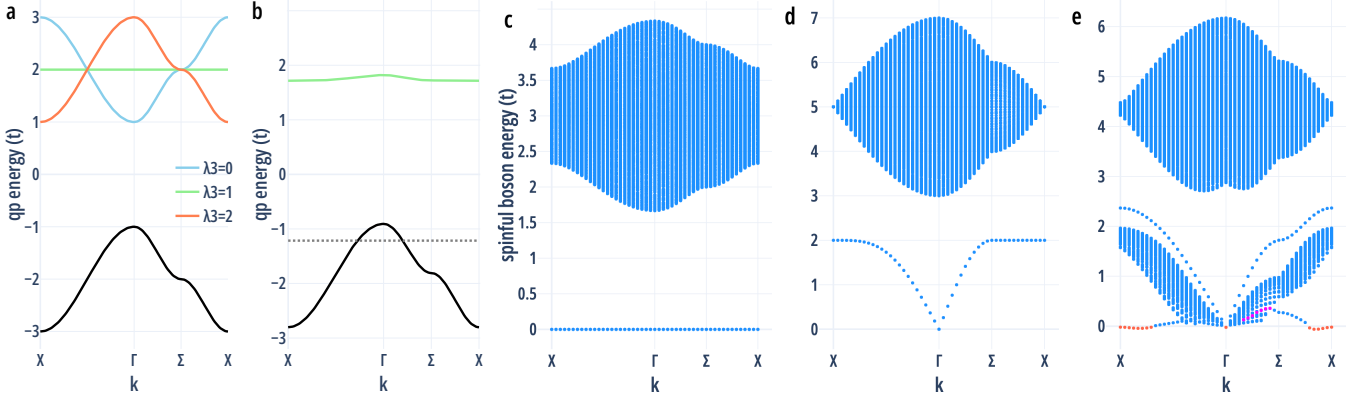 a
qp energy (t)
3
2
1
0
−1
−2
−3
λ3=0
λ3=1
λ3=2
X
Γ
Σ
X
k
b
qp energy (t)
2
1
0
−1
−2
−3
X
Γ
Σ
X
k
c
spinful boson energy (t)
4
3.5
3
2.5
2
1.5
1
0.5
0
X
Γ
Σ
X
k
d
7
6
5
4
3
2
1
0
X
Γ
Σ
X
k
e
6
5
4
3
2
1
0
X
Γ
Σ
X
k